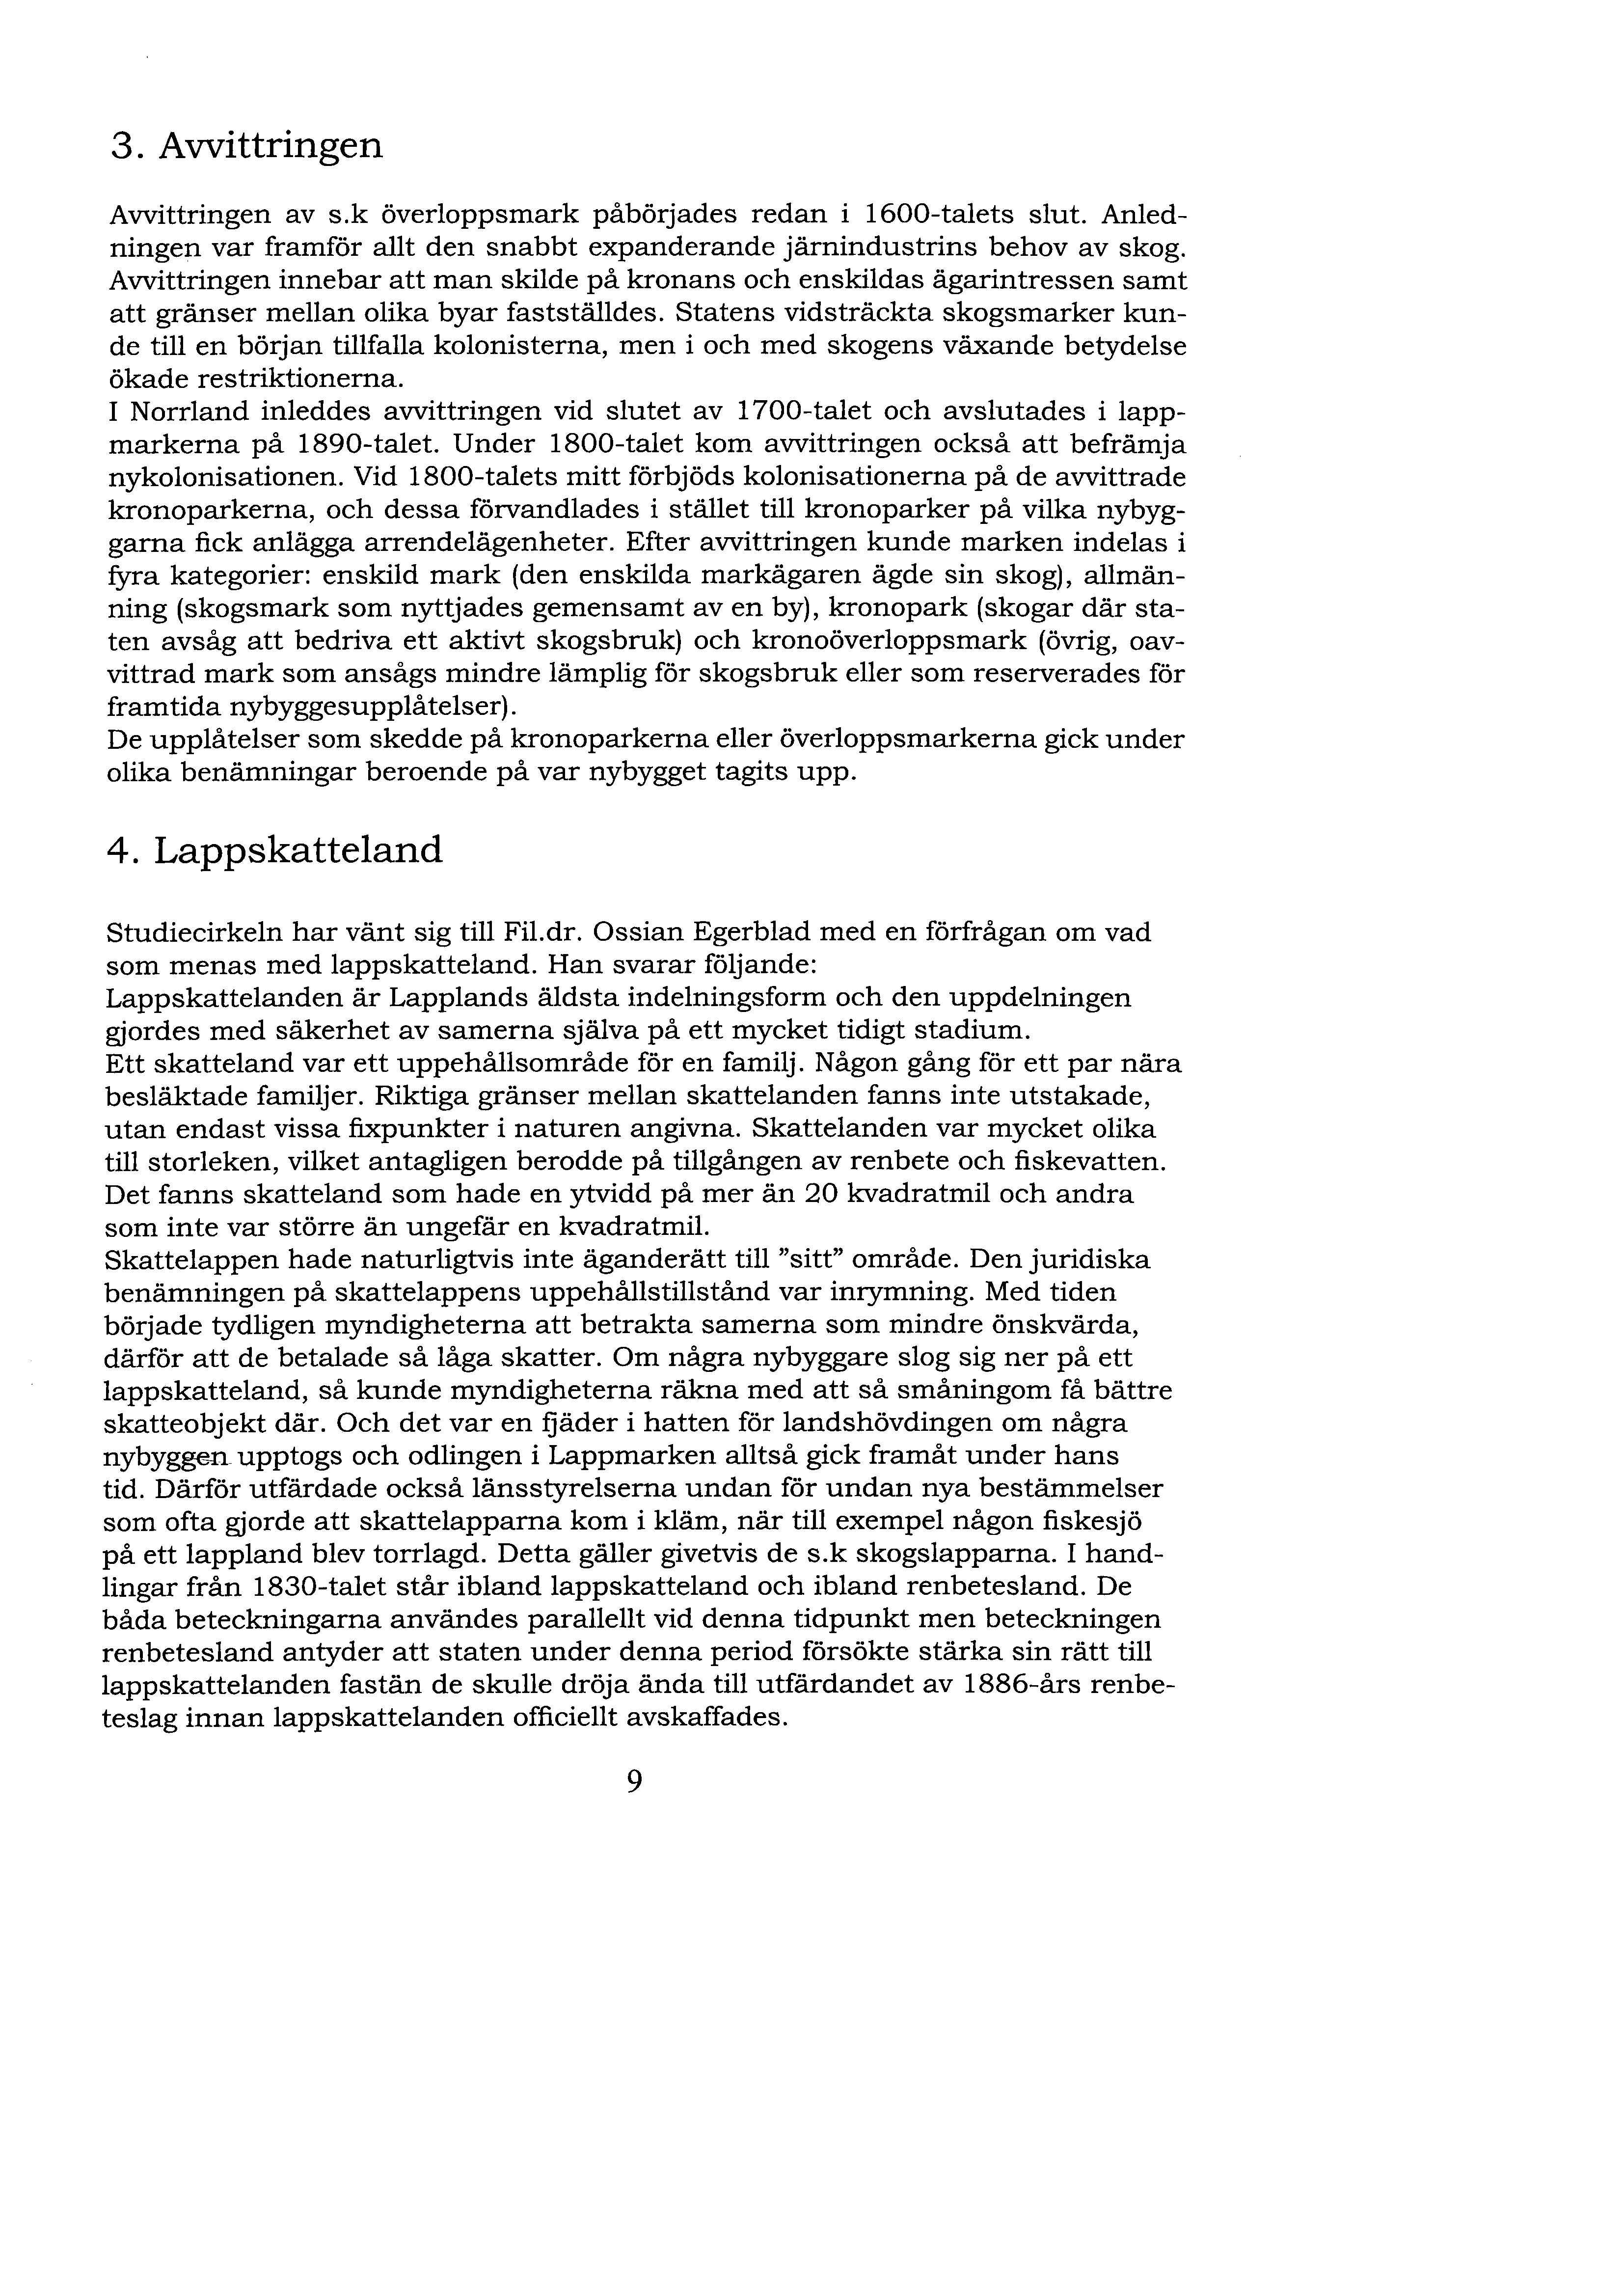 3. Avvittringen
Avvittringen av s.k överloppsmark påbörjades redan i 1600-talets slut. Anled-
ningen var framför allt den snabbt expanderande järnindustrins behov av skog.
Avvittringen innebar att man skilde på kronans och enskildas ägarintressen samt
att gränser mellan olika byar fastställdes. Statens vidsträckta skogsmarker kun-
de till en början tillfalla kolonisterna, men i och med skogens växande betydelse
ökade restriktionerna.
I Norrland inleddes avvittringen vid slutet av 1700-talet och avslutades i lapp-
markerna på 1890-talet. Under 1800-talet kom avvittringen också att befrämja
nykolonisationen. Vid 1800-talets mitt förbjöds kolonisationerna på de avvittrade
kronoparkerna, och dessa förvandlades i stället till kronoparker på vilka nybyg-
garna fick anlägga arrendelägenheter. Efter avvittringen kunde marken indelas i
fyra kategorier: enskild mark (den enskilda markägaren ägde sin skog), allmän-
ning (skogsmark som nyttjades gemensamt av en by), kronopark (skogar där sta-
ten avsåg att bedriva ett aktivt skogsbruk) och kronoöverloppsmark (övrig, oav-
vittrad mark som ansågs mindre lämplig för skogsbruk eller som reserverades för
framtida nybyggesupplåtelser).
De upplåtelser som skedde på kronoparkerna eller överloppsmarkerna gick under
olika benämningar beroende på var nybygget tagits upp.
4. Lappskatteland
Studiecirkeln har vänt sig till Fil.dr. Ossian Egerblad med en förfrågan om vad
som menas med lappskatteland. Han svarar följande:
Lappskattelanden är Lapplands äldsta indelningsform och den uppdelningen
gjordes med säkerhet av samerna själva på ett mycket tidigt stadium.
Ett skatteland var ett uppehållsområde för en familj. Någon gång för ett par nära
besläktade familjer. Riktiga gränser mellan skattelanden fanns inte utstakade,
utan endast vissa fixpunkter i naturen angivna. Skattelanden var mycket olika
till storleken, vilket antagligen berodde på tillgången av renbete och fiskevatten.
Det fanns skatteland som hade en ytvidd på mer än 20 kvadratmil och andra
som inte var större än ungefär en kvadratmil.
Skattelappen hade naturligtvis inte äganderätt till ”sitt” område. Den juridiska
benämningen på skattelappens uppehållstillstånd var inrymning. Med tiden
började tydligen myndigheterna att betrakta samerna som mindre önskvärda,
därför att de betalade så låga skatter. Om några nybyggare slog sig ner på ett
lappskatteland, så kunde myndigheterna räkna med att så småningom få bättre
skatteobjekt där. Och det var en fjäder i hatten för landshövdingen om några
nybyggen upptogs och odlingen i Lappmarken alltså gick framåt under hans
tid. Därför utfärdade också länsstyrelserna undan för undan nya bestämmelser
som ofta gjorde att skattelapparna kom i kläm, när till exempel någon fiskesjö
på ett lappland blev torrlagd. Detta gäller givetvis de s.k skogslapparna. I hand-
lingar från 1830-talet står ibland lappskatteland och ibland renbetesland. De
båda beteckningarna användes parallellt vid denna tidpunkt men beteckningen
renbetesland antyder att staten under denna period försökte stärka sin rätt till
lappskattelanden fastän de skulle dröja ända till utfärdandet av 1886-års renbe-
teslag innan lappskattelanden officiellt avskaffades.
9